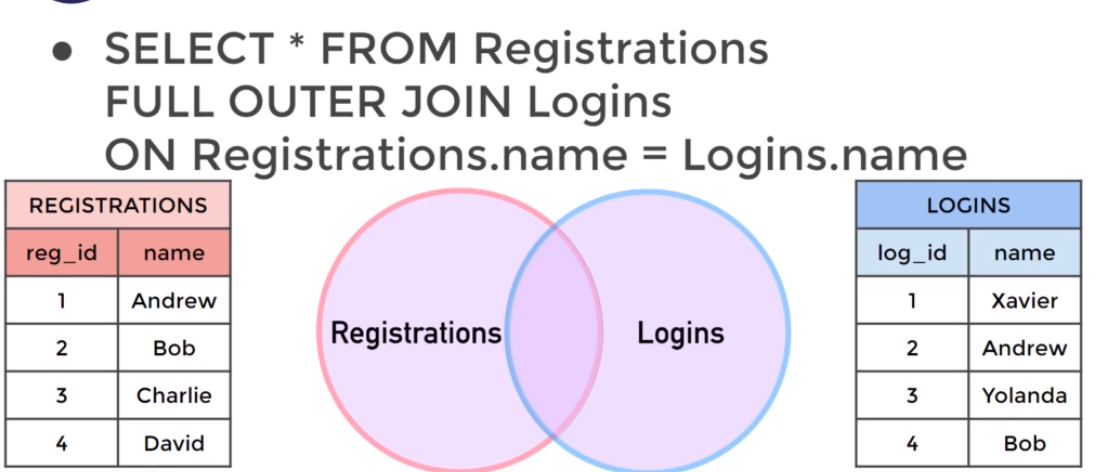 ● SELECT * FROM Registrations
FULL OUTER JOIN Logins
ON Registrations.name = Logins.name
REGISTRATIONS
reg_id name
1 Andrew
2 Bob
3 Charlie
4 David
Registrations
Logins
LOGINS
log_id name
1 Xavier
2 Andrew
3 Yolanda
4 Bob